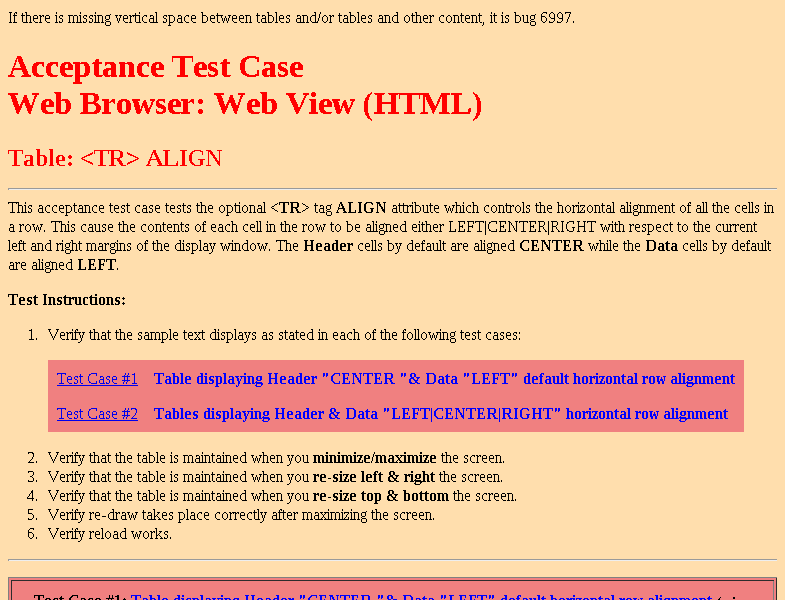 If there is missing vertical space between tables and/or tables and other content, it is bug 6997.
Acceptance Test Case
Web Browser: Web View (HTML)
Table: <TR> ALIGN
This acceptance test case tests the optional <TR> tag ALIGN attribute which controls the horizontal alignment of all the cells in
a row. This cause the contents of each cell in the row to be aligned either LEFT|CENTER|RIGHT with respect to the current
left and right margins of the display window. The Header cells by default are aligned CENTER while the Data cells by default
are aligned LEFT.
Test Instructions:
1. Verify that the sample text displays as stated in each of the following test cases:
Test Case #1 Table displaying Header "CENTER "& Data "LEFT" default horizontal row alignment
Test Case #2 Tables displaying Header & Data "LEFT|CENTER|RIGHT" horizontal row alignment
2. Verify that the table is maintained when you minimize/maximize the screen.
3. Verify that the table is maintained when you re-size left & right the screen.
4. Verify that the table is maintained when you re-size top & bottom the screen.
5. Verify re-draw takes place correctly after maximizing the screen.
6. Verify reload works.
Test Case #1: Table displaying Header "CENTER "& Data "LEFT" default horizontal row alignment